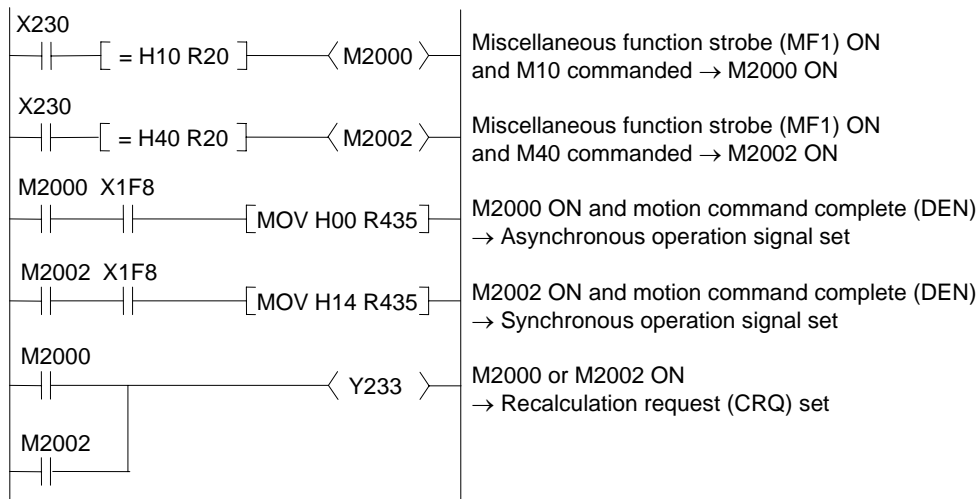 X230
= H10 R20 M2000 Miscellaneous function strobe (MF1) ON
and M10 commanded → M2000 ON
X230
= H40 R20 M2002 Miscellaneous function strobe (MF1) ON
and M40 commanded → M2002 ON
M2000 X1F8
MOV H00 R435 M2000 ON and motion command complete (DEN)
→ Asynchronous operation signal set
M2002 X1F8
MOV H14 R435 M2002 ON and motion command complete (DEN)
→ Synchronous operation signal set
M2000
Y233 M2000 or M2002 ON
→ Recalculation request (CRQ) set
M2002